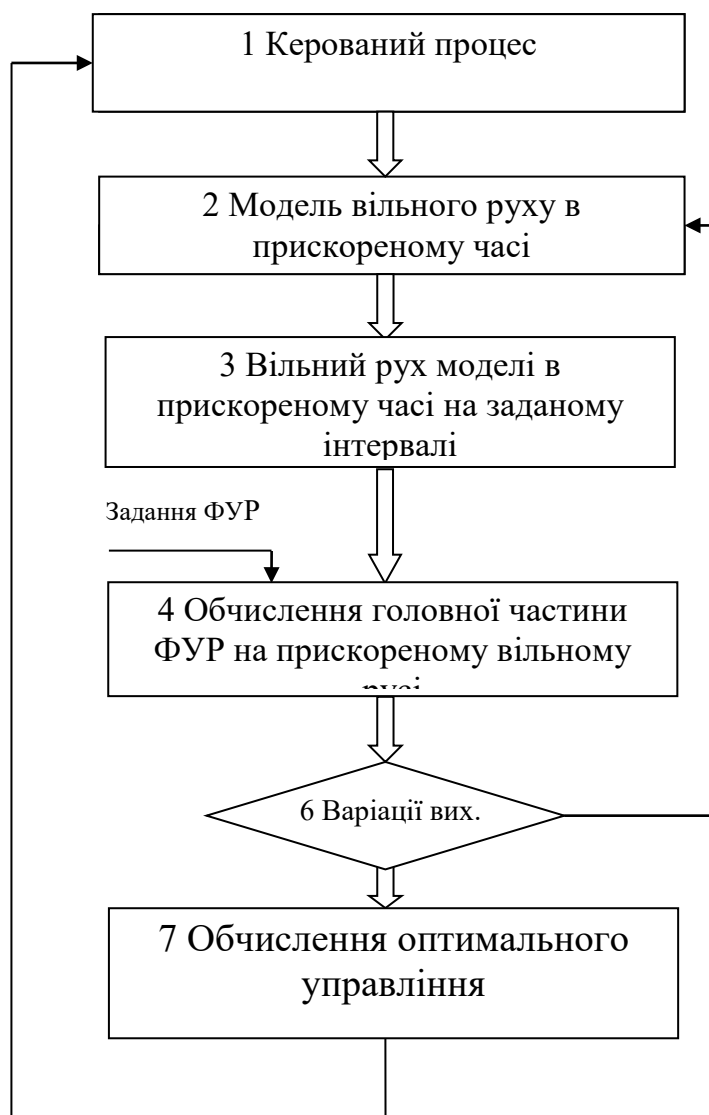 1 Керований процес
2 Модель вільного руху в
прискореному часі
3 Вільний рух моделі в
прискореному часі на заданому
інтервалі
Задання ФУР
4 Обчислення головної частини
ФУР на прискореному вільному
русі
6 Варіації вих.
7 Обчислення оптимального
управління